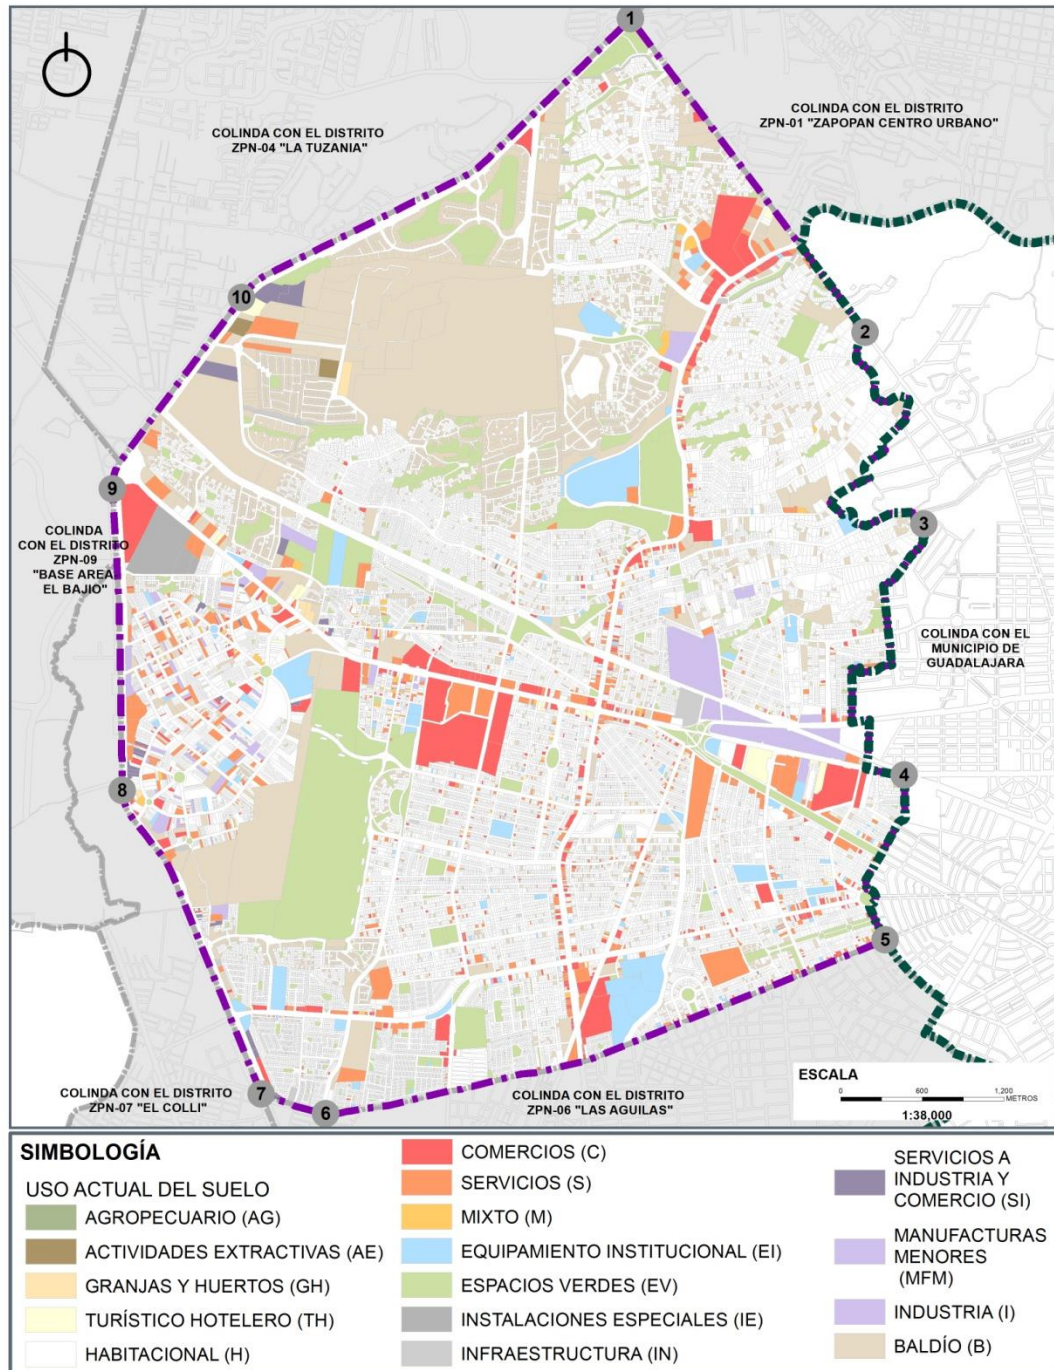 1
COLINDA CON EL DISTRITO
ZPN-04 "LA TUZANIA"
COLINDA CON EL DISTRITO
ZPN-01 "ZAPOPAN CENTRO URBANO"
10
2
9
COLINDA
CON EL DISTRITO
ZPN-09
"BASE AREA
EL BAJIO"
3
COLINDA CON EL
MUNICIPIO DE
GUADALAJARA
8
4
5
7
6
COLINDA CON EL DISTRITO
ZPN-07 "EL COLLI"
COLINDA CON EL DISTRITO
ZPN-06 "LAS AGUILAS"
ESCALA
0 600 1,200
METROS
1:38,000
SIMBOLOGÍA
USO ACTUAL DEL SUELO
AGROPECUARIO (AG)
ACTIVIDADES EXTRACTIVAS (AE)
GRANJAS Y HUERTOS (GH)
TURÍSTICO HOTELERO (TH)
HABITACIONAL (H)
COMERCIOS (C)
SERVICIOS (S)
MIXTO (M)
EQUIPAMIENTO INSTITUCIONAL (EI)
ESPACIOS VERDES (EV)
INSTALACIONES ESPECIALES (IE)
INFRAESTRUCTURA (IN)
SERVICIOS A
INDUSTRIA Y
COMERCIO (SI)
MANUFACTURAS
MENORES
(MFM)
INDUSTRIA (I)
BALDÍO (B)